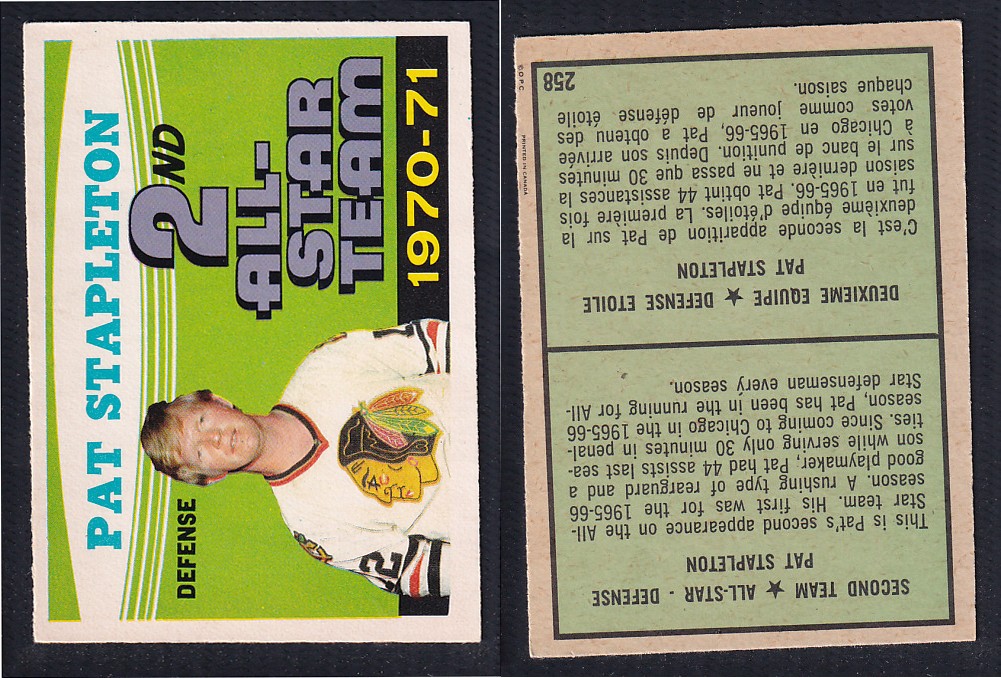 PAT STAPLETON
2ND
ALL-
STAR
TEAM
1970-71
DEFENSE
SECOND TEAM ★ ALL-STAR - DEFENSE
PAT STAPLETON
This is Pat's second appearance on the All-
Star team. His first was for the 1965-66
season. A rushing type of rearguard and a
good playmaker, Pat had 44 assists last sea-
son while serving only 30 minutes in penal-
ties. Since coming to Chicago in the 1965-66
season, Pat has been in the running for All-
Star defenseman every season.
DEUXIEME EQUIPE ★ DEFENSE ETOILE
PAT STAPLETON
C'est la seconde apparition de Pat sur la
deuxième équipe d'étoiles. La première fois
fut en 1965-66. Pat obtint 44 assistances la
saison dernière et ne passa que 30 minutes
sur le banc de punition. Depuis son arrivée
à Chicago en 1965-66, Pat a obtenu des
votes comme joueur de défense étoile
chaque saison.
258
© O.P.C.
PRINTED IN CANADA